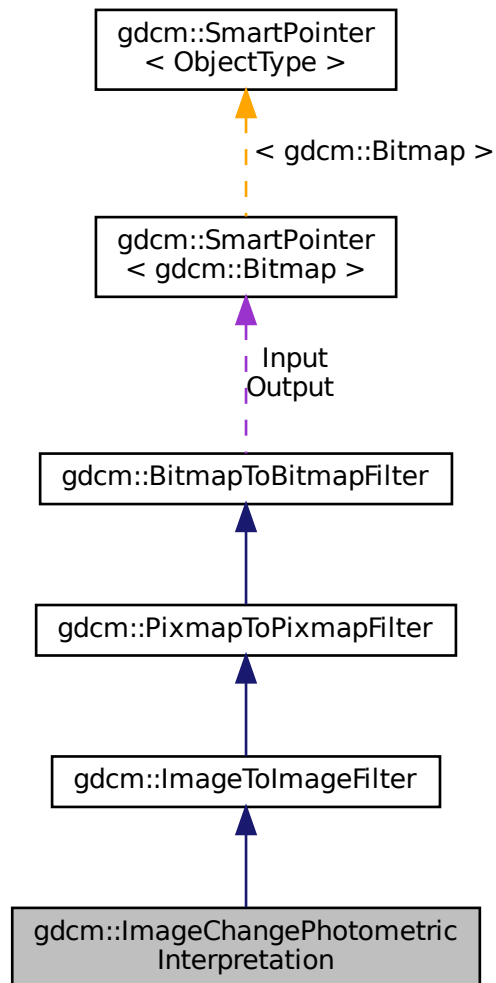 gdcm::SmartPointer
< ObjectType >
< gdcm::Bitmap >
gdcm::SmartPointer
< gdcm::Bitmap >
Input
Output
gdcm::BitmapToBitmapFilter
gdcm::PixmapToPixmapFilter
gdcm::ImageToImageFilter
gdcm::ImageChangePhotometric
Interpretation